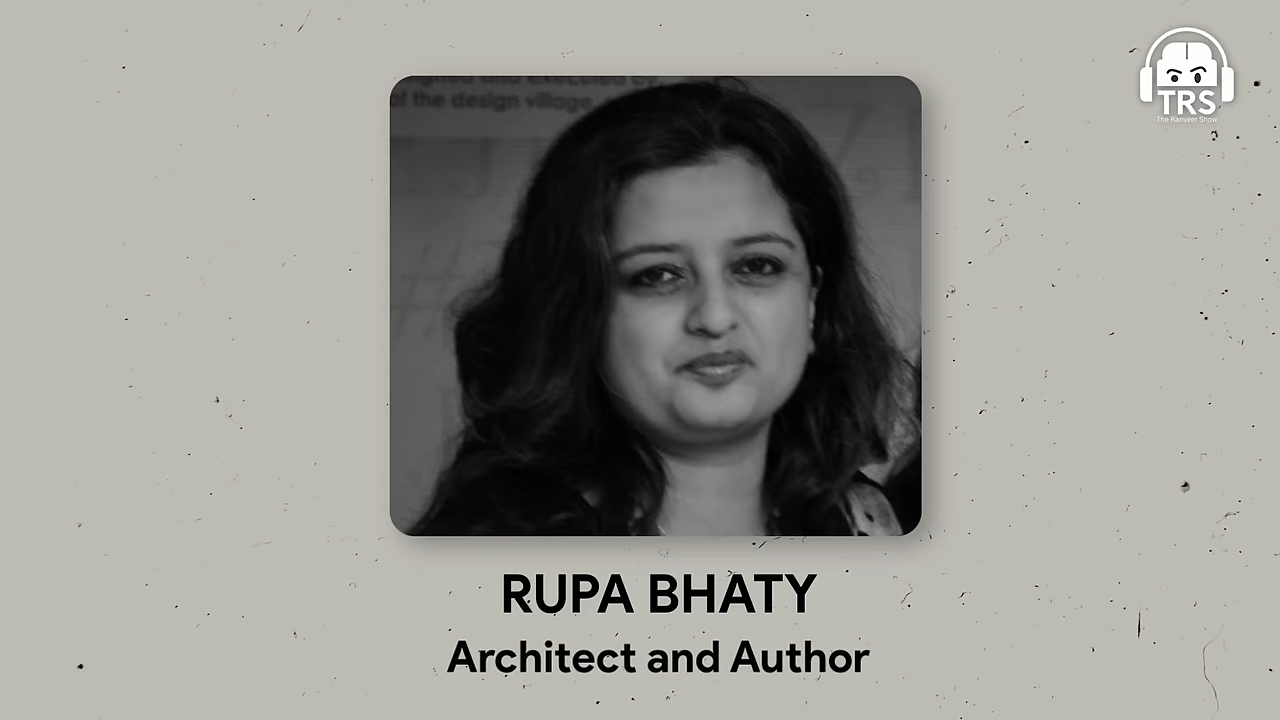 TRS
The Ranveer Show
of the design village
RUPA BHATY
Architect and Author